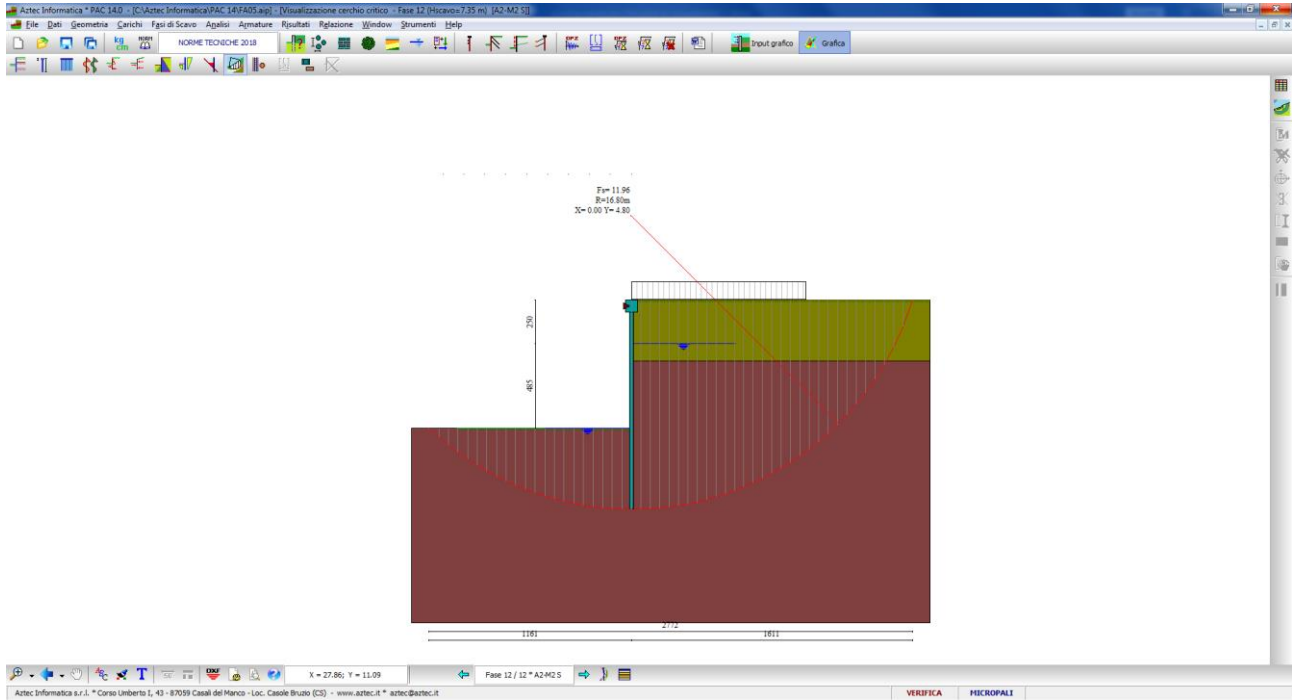 Aztec Informatica * PAC 14.0 - [C:\Aztec Informatica\PAC 14\FA05.aip] - [Visualizzazione cerchio critico - Fase 12 (Hscavo=7.35 m) [A2-M2 S]]
File Dati Geometria Carichi Fasi di Scavo Analisi Armature Risultati Relazione Window Strumenti Help
kg cm NORME TECNICHE 2018 Input grafico Grafica
Fs= 11.96
R=16.80m
X= 0.00 Y= 4.80
250
485
2772
1161 1611
T DXF X = 27.86; Y = 11.09 Fase 12 / 12 * A2-M2 S
Aztec Informatica s.r.l. * Corso Umberto I, 43 - 87059 Casali del Manco - Loc. Casole Bruzio (CS) - www.aztec.it * aztec@aztec.it VERIFICA MICROPALI